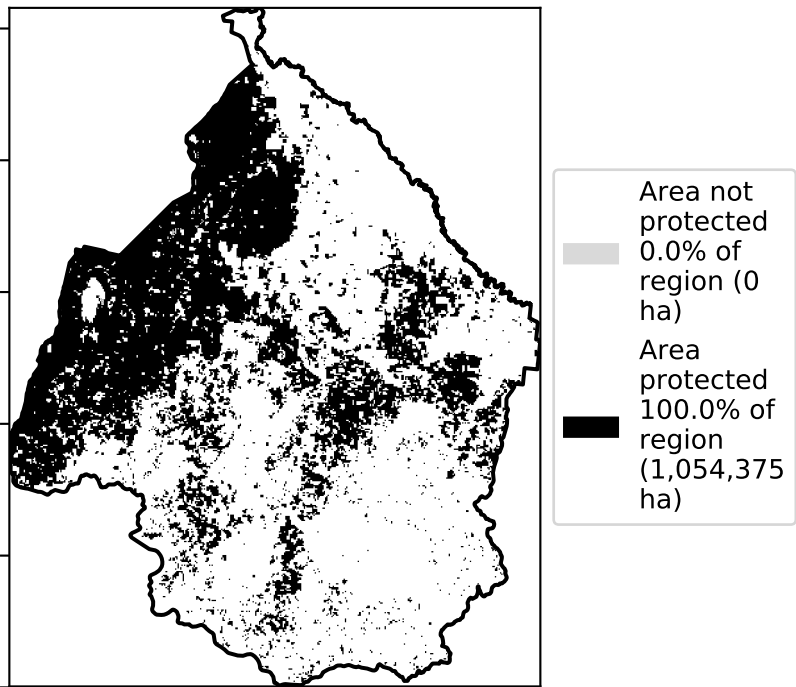 Area not
protected
0.0% of
region (0
ha)
Area
protected
100.0% of
region
(1,054,375
ha)